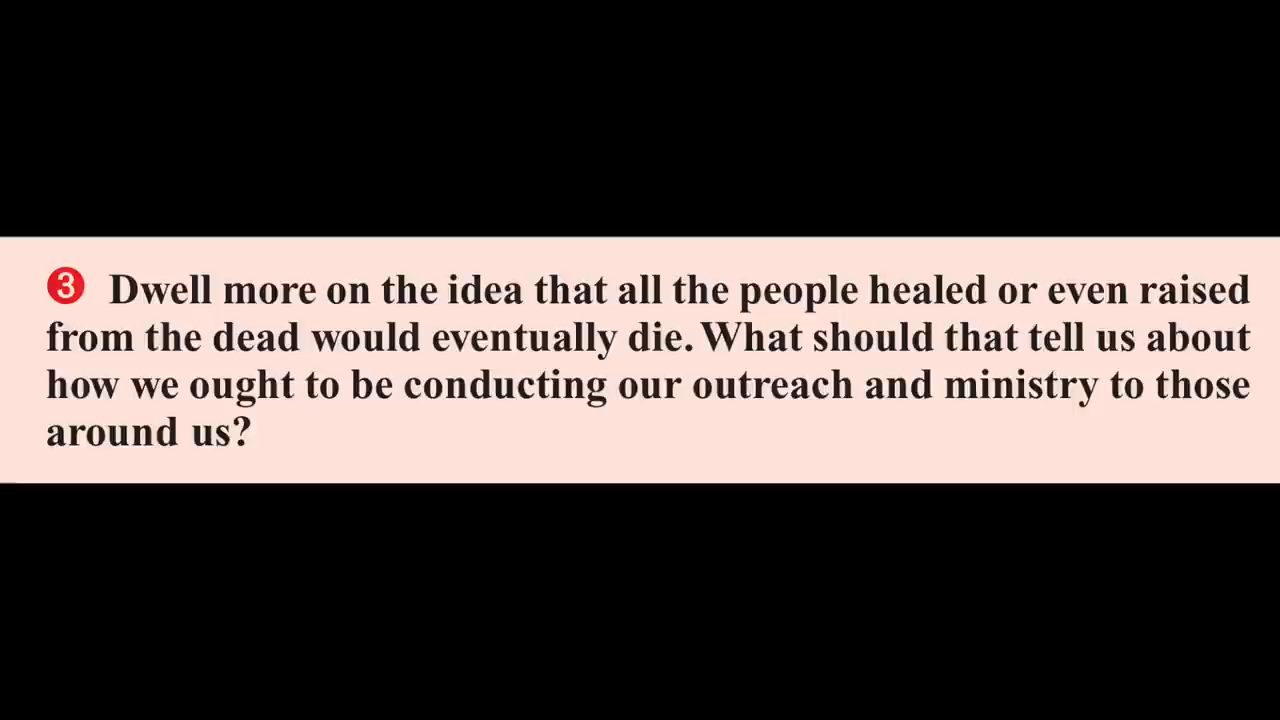 ❸ Dwell more on the idea that all the people healed or even raised
from the dead would eventually die. What should that tell us about
how we ought to be conducting our outreach and ministry to those
around us?